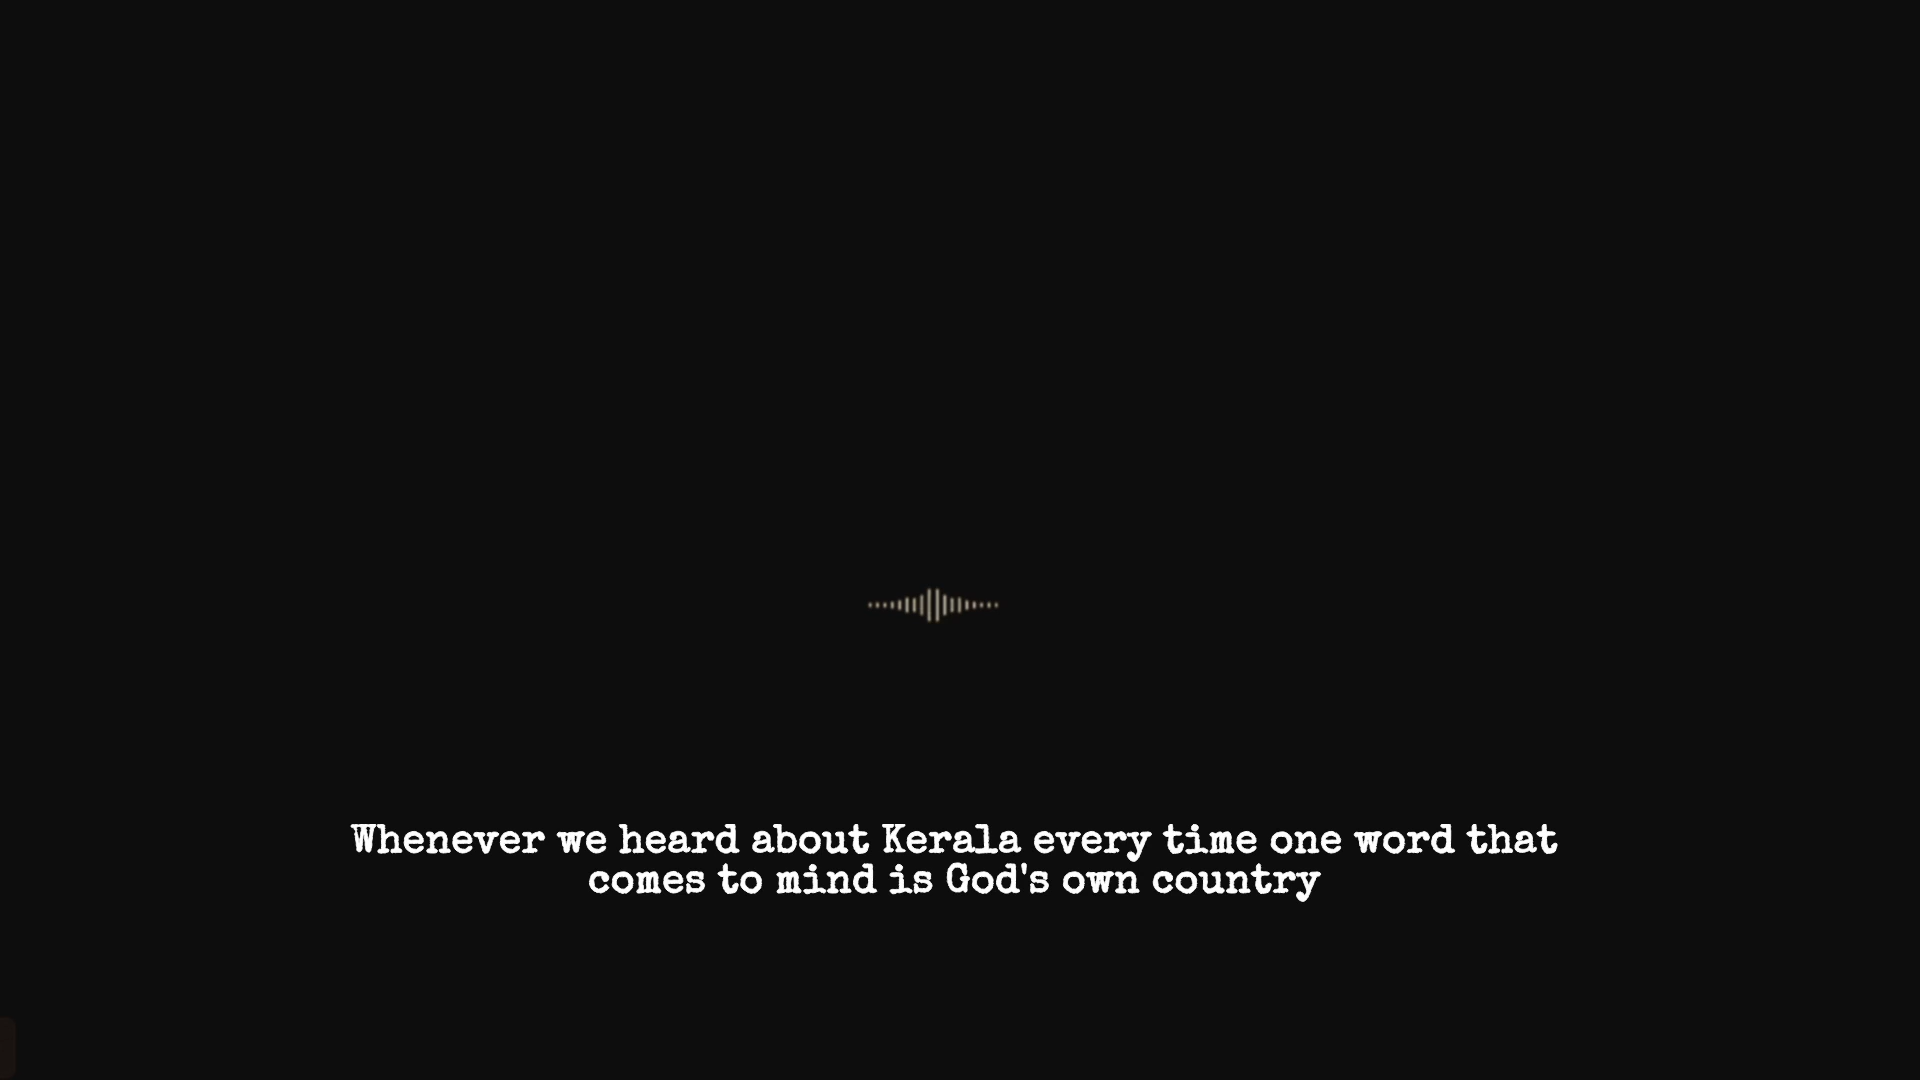 Whenever we heard about Kerala every time one word that
comes to mind is God's own country